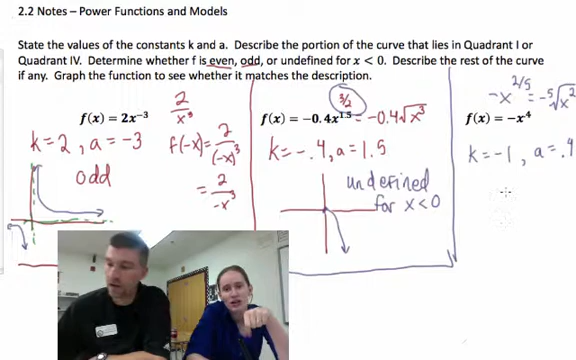 2.2 Notes – Power Functions and Models
State the values of the constants k and a. Describe the portion of the curve that lies in Quadrant I or
Quadrant IV. Determine whether f is even, odd, or undefined for x < 0. Describe the rest of the curve
if any. Graph the function to see whether it matches the description.
f(x) = 2x⁻³
2/x³
k=2, a=-3
f(-x)= 2/(-x)³
= 2/-x³
odd
3/2
f(x) = −0.4x^1.5 = -0.4√x³
k=-.4, a=1.5
undefined
for x<0
-x^2/5 = -⁵√x²
f(x) = −x^.4
k=-1, a=.4